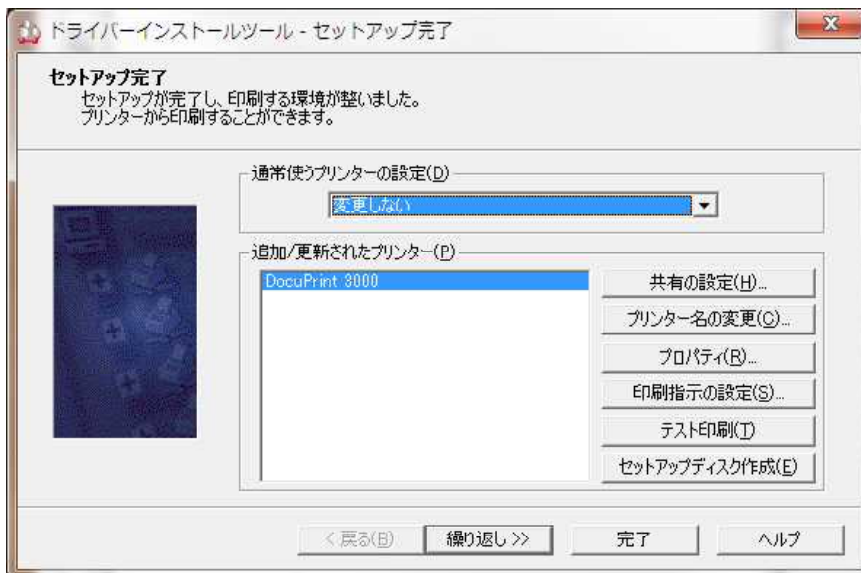 ドライバーインストールツール - セットアップ完了
セットアップ完了
セットアップが完了し、印刷する環境が整いました。
プリンターから印刷することができます。
通常使うプリンターの設定(D)
変更しない
追加/更新されたプリンター(P)
DocuPrint 3000
共有の設定(H)...
プリンター名の変更(C)...
プロパティ(R)...
印刷指示の設定(S)...
テスト印刷(T)
セットアップディスク作成(E)
< 戻る(B)
繰り返し >>
完了
ヘルプ